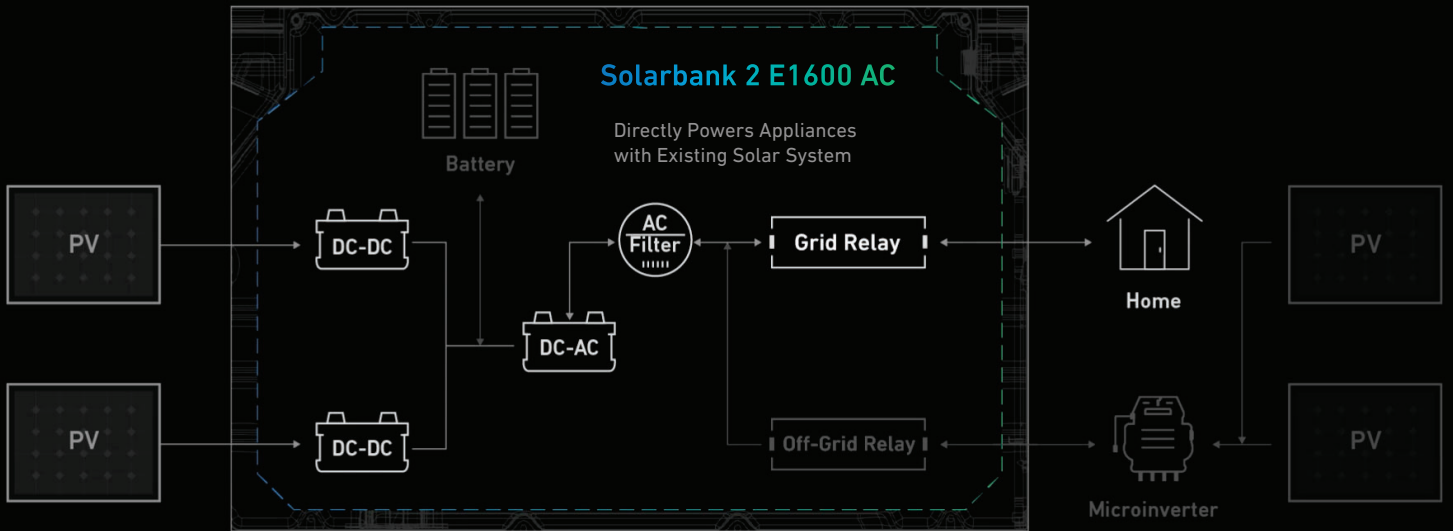 Solarbank 2 E1600 AC
Directly Powers Appliances
with Existing Solar System
Battery
PV
DC-DC
AC
Filter
Grid Relay
Home
PV
DC-AC
PV
DC-DC
Off-Grid Relay
Microinverter
PV